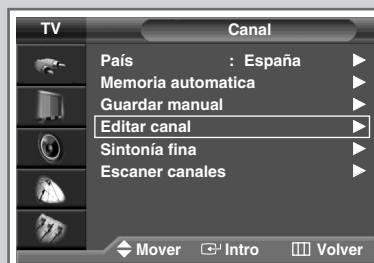 TV Canal
País : España
Memoria automatica
Guardar manual
Editar canal
Sintonía fina
Escaner canales
Mover Intro Volver